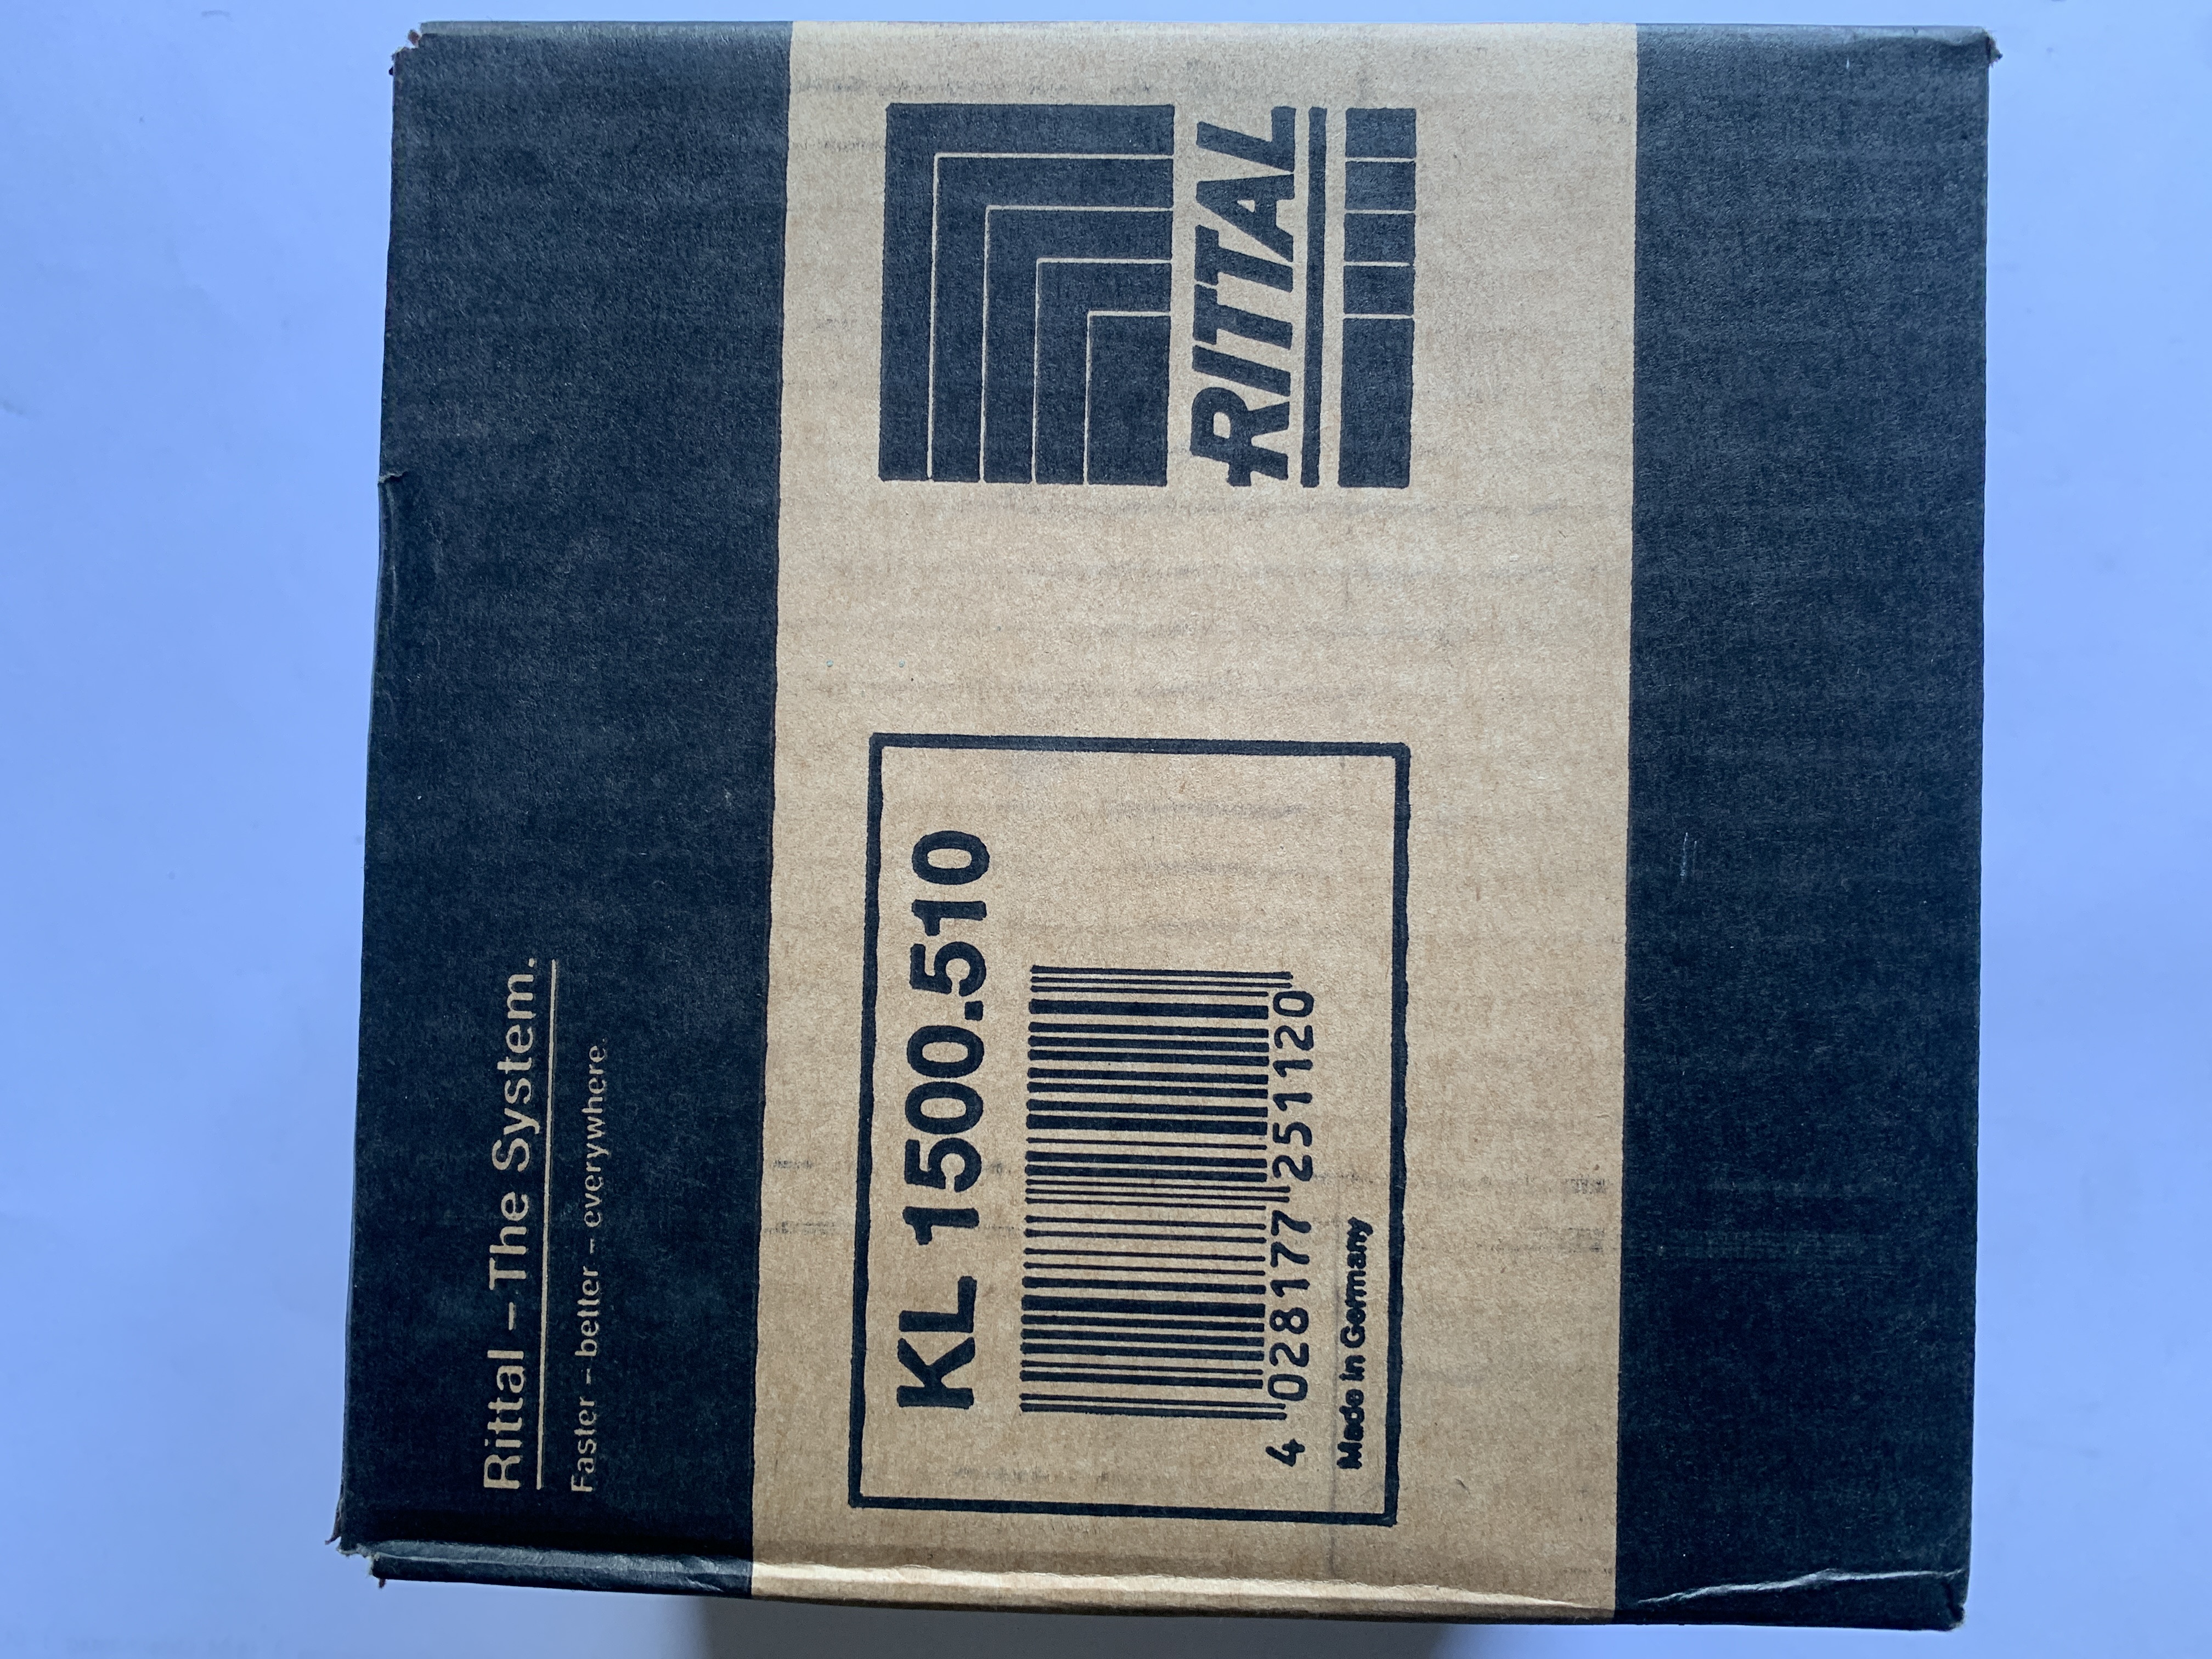 Rittal – The System.
Faster – better – everywhere.
KL 1500.510
4 028177 251120
Made in Germany
RITTAL